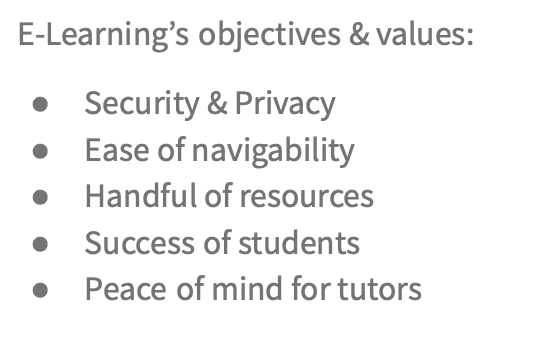 E-Learning’s objectives & values:
● Security & Privacy
● Ease of navigability
● Handful of resources
● Success of students
● Peace of mind for tutors